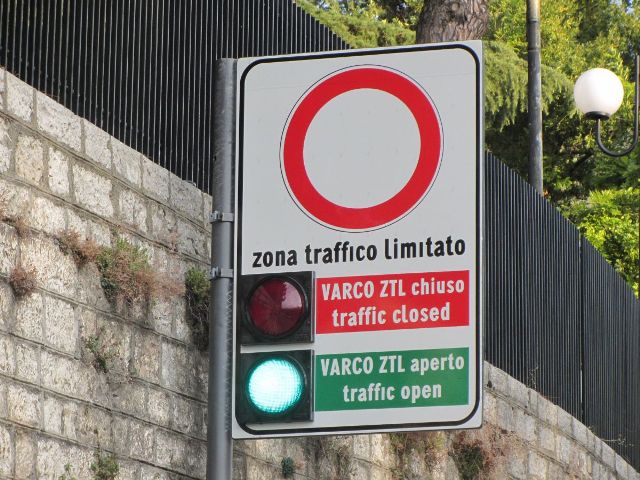 zona traffico limitato
VARCO ZTL chiuso
traffic closed
VARCO ZTL aperto
traffic open